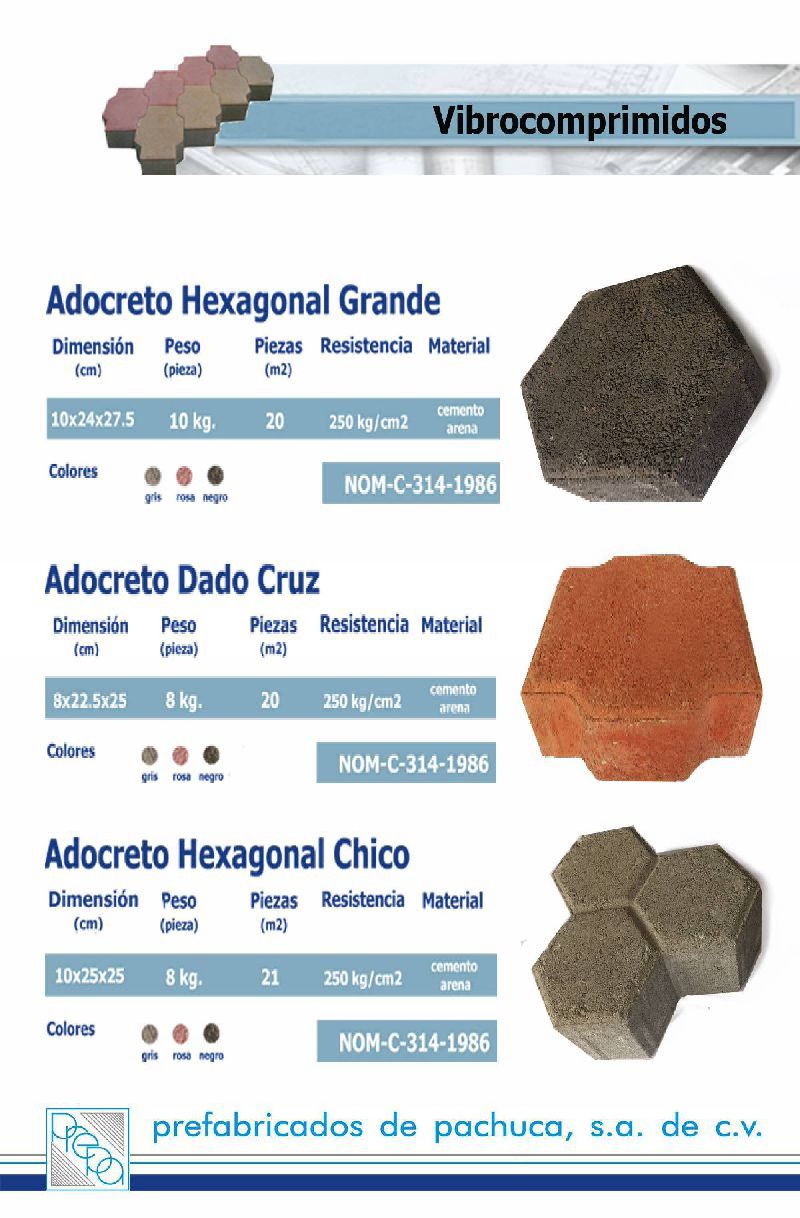 Vibrocomprimidos
Adocreto Hexagonal Grande
Dimensión Peso Piezas Resistencia Material
(cm) (pieza) (m2)
10x24x27.5 10 kg. 20 250 kg/cm2 cemento arena
Colores
gris rosa negro
NOM-C-314-1986
Adocreto Dado Cruz
Dimensión Peso Piezas Resistencia Material
(cm) (pieza) (m2)
8x22.5x25 8 kg. 20 250 kg/cm2 cemento arena
Colores
gris rosa negro
NOM-C-314-1986
Adocreto Hexagonal Chico
Dimensión Peso Piezas Resistencia Material
(cm) (pieza) (m2)
10x25x25 8 kg. 21 250 kg/cm2 cemento arena
Colores
gris rosa negro
NOM-C-314-1986
prepa
prefabricados de pachuca, s.a. de c.v.